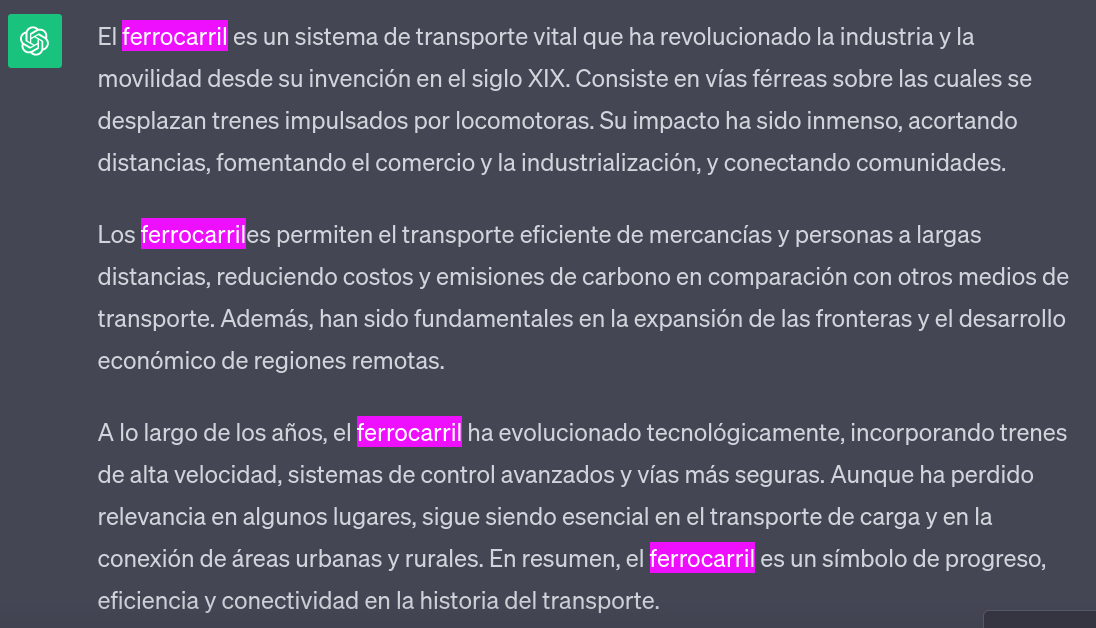 El ferrocarril es un sistema de transporte vital que ha revolucionado la industria y la
movilidad desde su invención en el siglo XIX. Consiste en vías férreas sobre las cuales se
desplazan trenes impulsados por locomotoras. Su impacto ha sido inmenso, acortando
distancias, fomentando el comercio y la industrialización, y conectando comunidades.
Los ferrocarriles permiten el transporte eficiente de mercancías y personas a largas
distancias, reduciendo costos y emisiones de carbono en comparación con otros medios de
transporte. Además, han sido fundamentales en la expansión de las fronteras y el desarrollo
económico de regiones remotas.
A lo largo de los años, el ferrocarril ha evolucionado tecnológicamente, incorporando trenes
de alta velocidad, sistemas de control avanzados y vías más seguras. Aunque ha perdido
relevancia en algunos lugares, sigue siendo esencial en el transporte de carga y en la
conexión de áreas urbanas y rurales. En resumen, el ferrocarril es un símbolo de progreso,
eficiencia y conectividad en la historia del transporte.